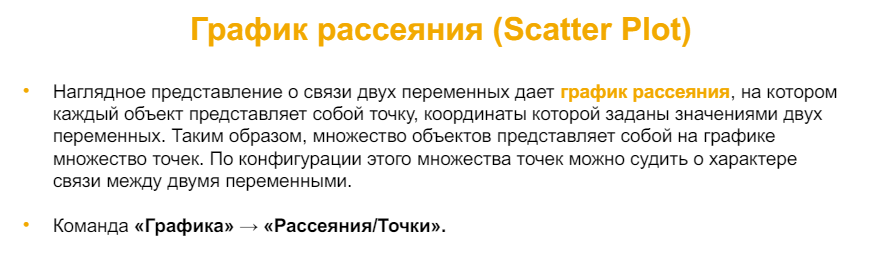 График рассеяния (Scatter Plot)
• Наглядное представление о связи двух переменных дает график рассеяния, на котором
каждый объект представляет собой точку, координаты которой заданы значениями двух
переменных. Таким образом, множество объектов представляет собой на графике
множество точек. По конфигурации этого множества точек можно судить о характере
связи между двумя переменными.
• Команда «Графика» → «Рассеяния/Точки».